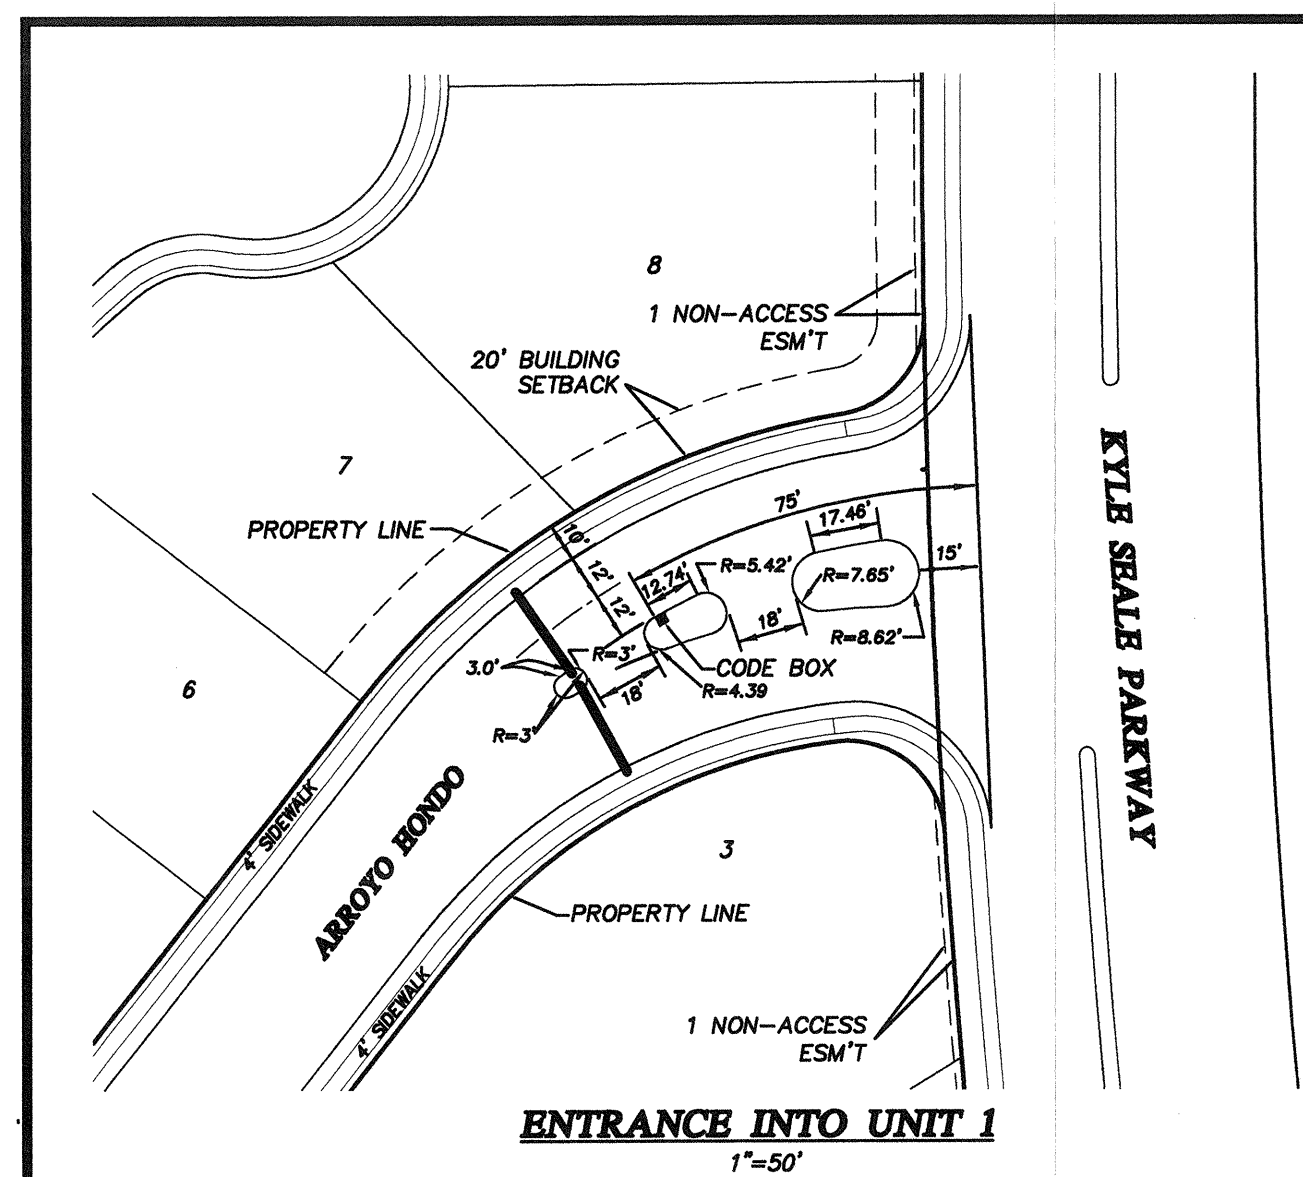 8
1 NON-ACCESS
ESM'T
20' BUILDING
SETBACK
7
PROPERTY LINE
10'
12'
12'
75'
17.46'
15'
12.74'
R=5.42'
R=7.65'
R=8.62'
18'
R=3'
3.0'
CODE BOX
R=4.39
18'
R=3'
6
KYLE SEALE PARKWAY
4' SIDEWALK
ARROYO HONDO
3
PROPERTY LINE
4' SIDEWALK
1 NON-ACCESS
ESM'T
ENTRANCE INTO UNIT 1
1"=50'